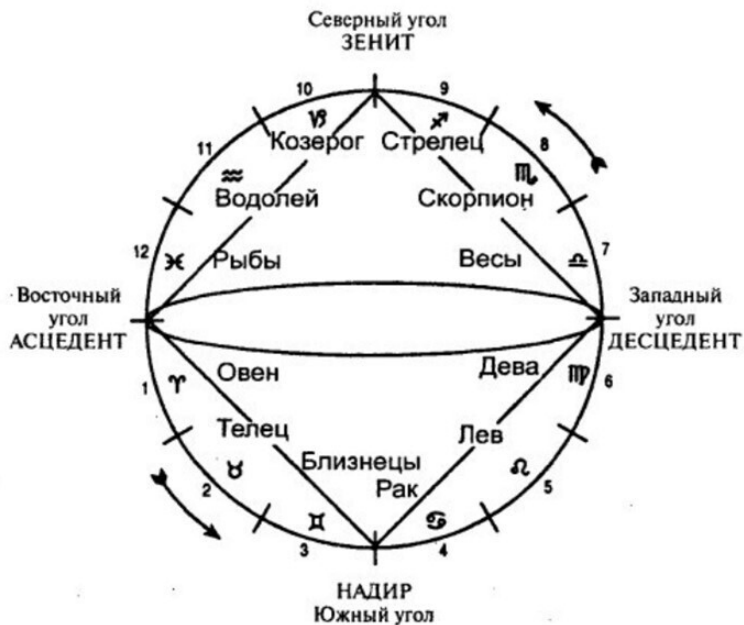 Северный угол
ЗЕНИТ
10
9
♑
♐
Козерог
Стрелец
11
8
♒
♏
Водолей
Скорпион
12
7
♓
Рыбы
Весы
♎
Восточный
угол
АСЦЕДЕНТ
Западный
угол
ДЕСЦЕДЕНТ
1
♈
Овен
Дева
♍
6
Телец
Лев
2
♉
Близнецы
Рак
♌
5
♊
♋
3
4
НАДИР
Южный угол